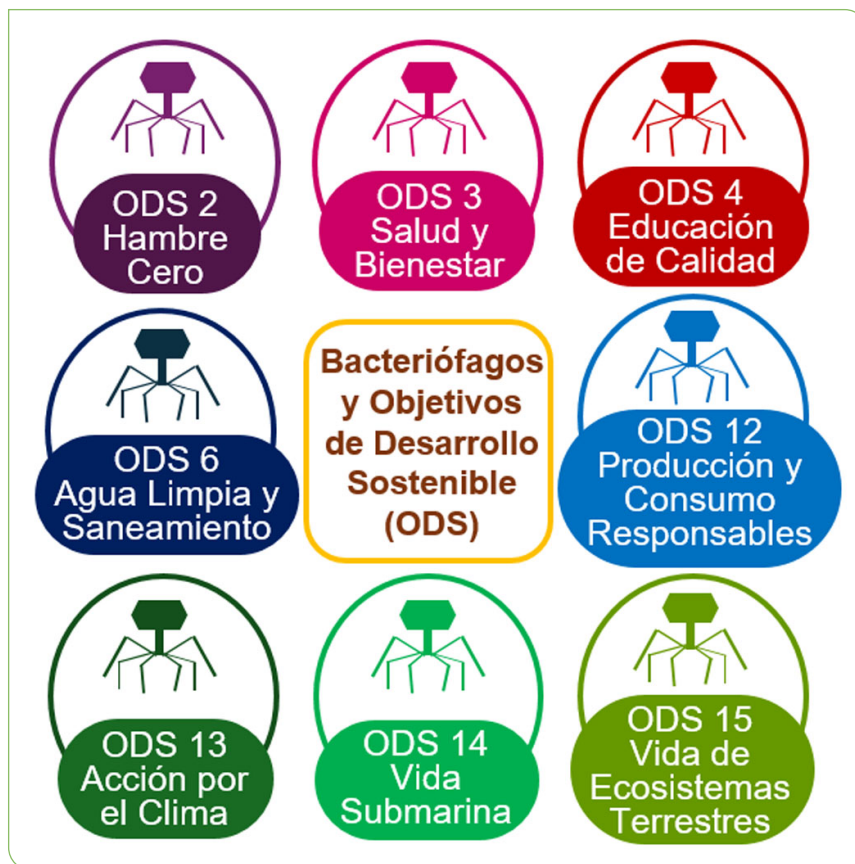 ODS 2
Hambre
Cero
ODS 3
Salud y
Bienestar
ODS 4
Educación
de Calidad
ODS 6
Agua Limpia y
Saneamiento
Bacteriófagos
y Objetivos
de Desarrollo
Sostenible
(ODS)
ODS 12
Producción y
Consumo
Responsables
ODS 13
Acción por
el Clima
ODS 14
Vida
Submarina
ODS 15
Vida de
Ecosistemas
Terrestres